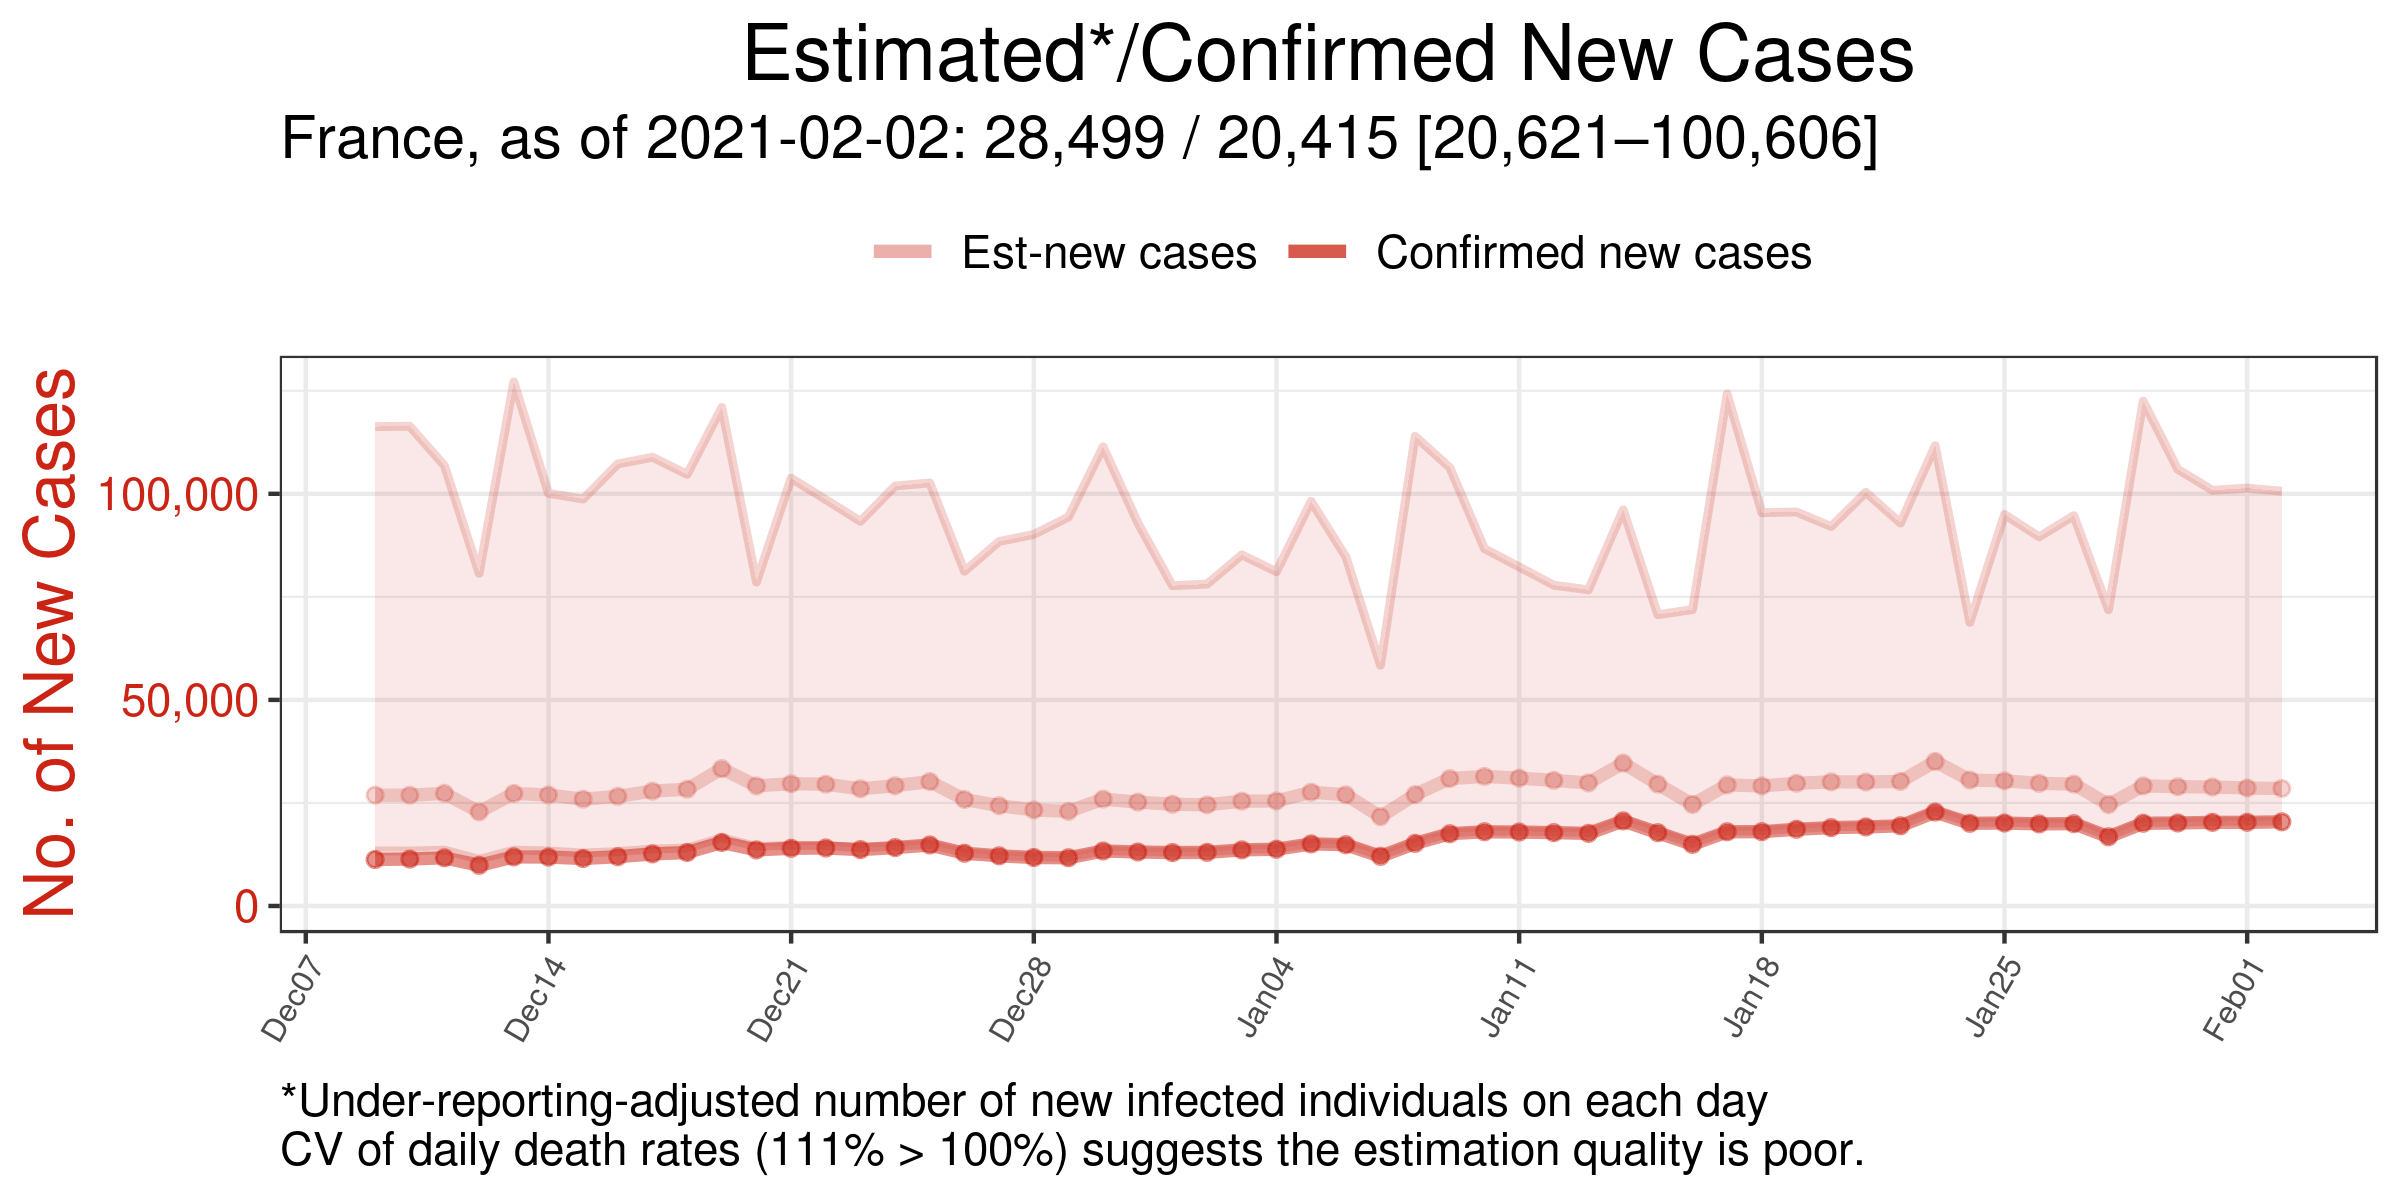 Estimated*/Confirmed New Cases
France, as of 2021-02-02: 28,499 / 20,415 [20,621–100,606]
Est-new cases Confirmed new cases
No. of New Cases
100,000
50,000
0
Dec07 Dec14 Dec21 Dec28 Jan04 Jan11 Jan18 Jan25 Feb01
*Under-reporting-adjusted number of new infected individuals on each day
CV of daily death rates (111% > 100%) suggests the estimation quality is poor.